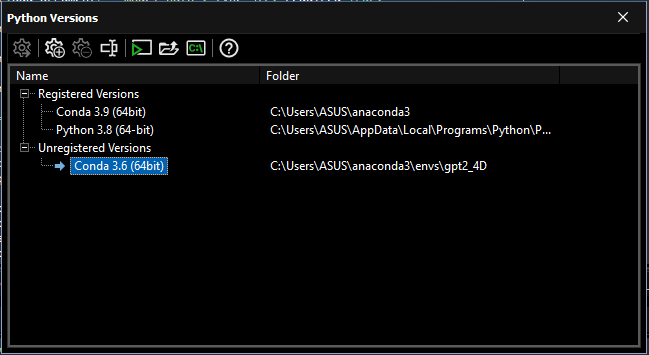 Python Versions
C:\
?
Name Folder
Registered Versions
Conda 3.9 (64bit) C:\Users\ASUS\anaconda3
Python 3.8 (64-bit) C:\Users\ASUS\AppData\Local\Programs\Python\P...
Unregistered Versions
Conda 3.6 (64bit) C:\Users\ASUS\anaconda3\envs\gpt2_4D